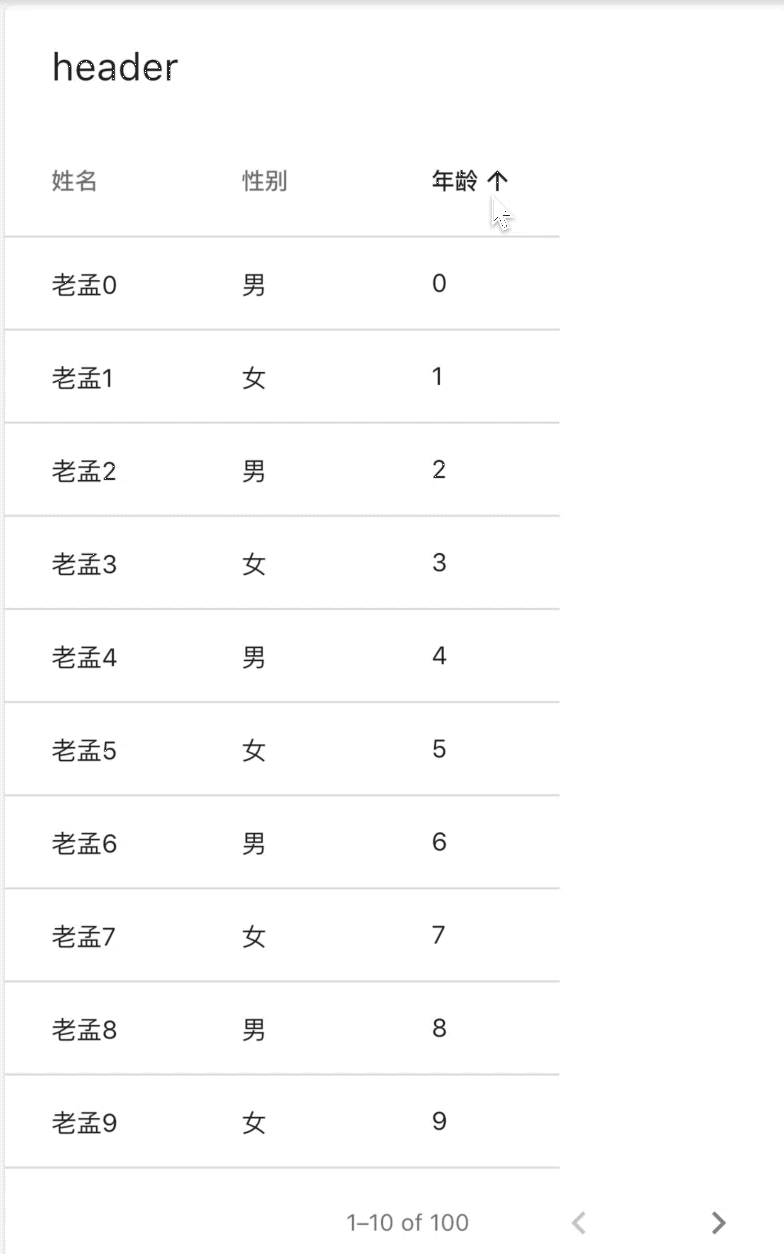 header
姓名 性别 年龄 ↑
老孟0 男 0
老孟1 女 1
老孟2 男 2
老孟3 女 3
老孟4 男 4
老孟5 女 5
老孟6 男 6
老孟7 女 7
老孟8 男 8
老孟9 女 9
1–10 of 100